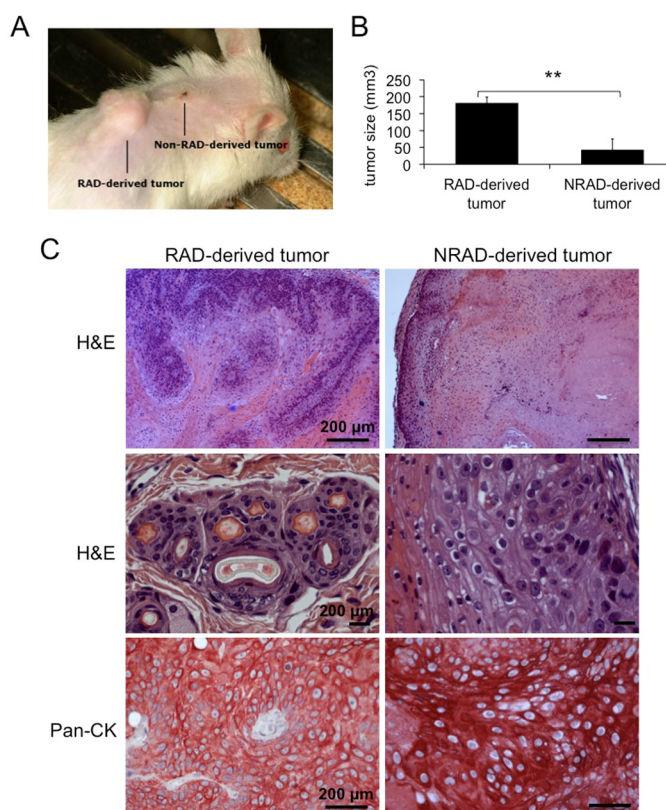 A
Non-RAD-derived tumor
RAD-derived tumor
B
tumor size (mm3)
250
200
150
100
50
0
**
RAD-derived
tumor
NRAD-derived
tumor
C
RAD-derived tumor
NRAD-derived tumor
H&E
200 µm
H&E
200 µm
Pan-CK
200 µm